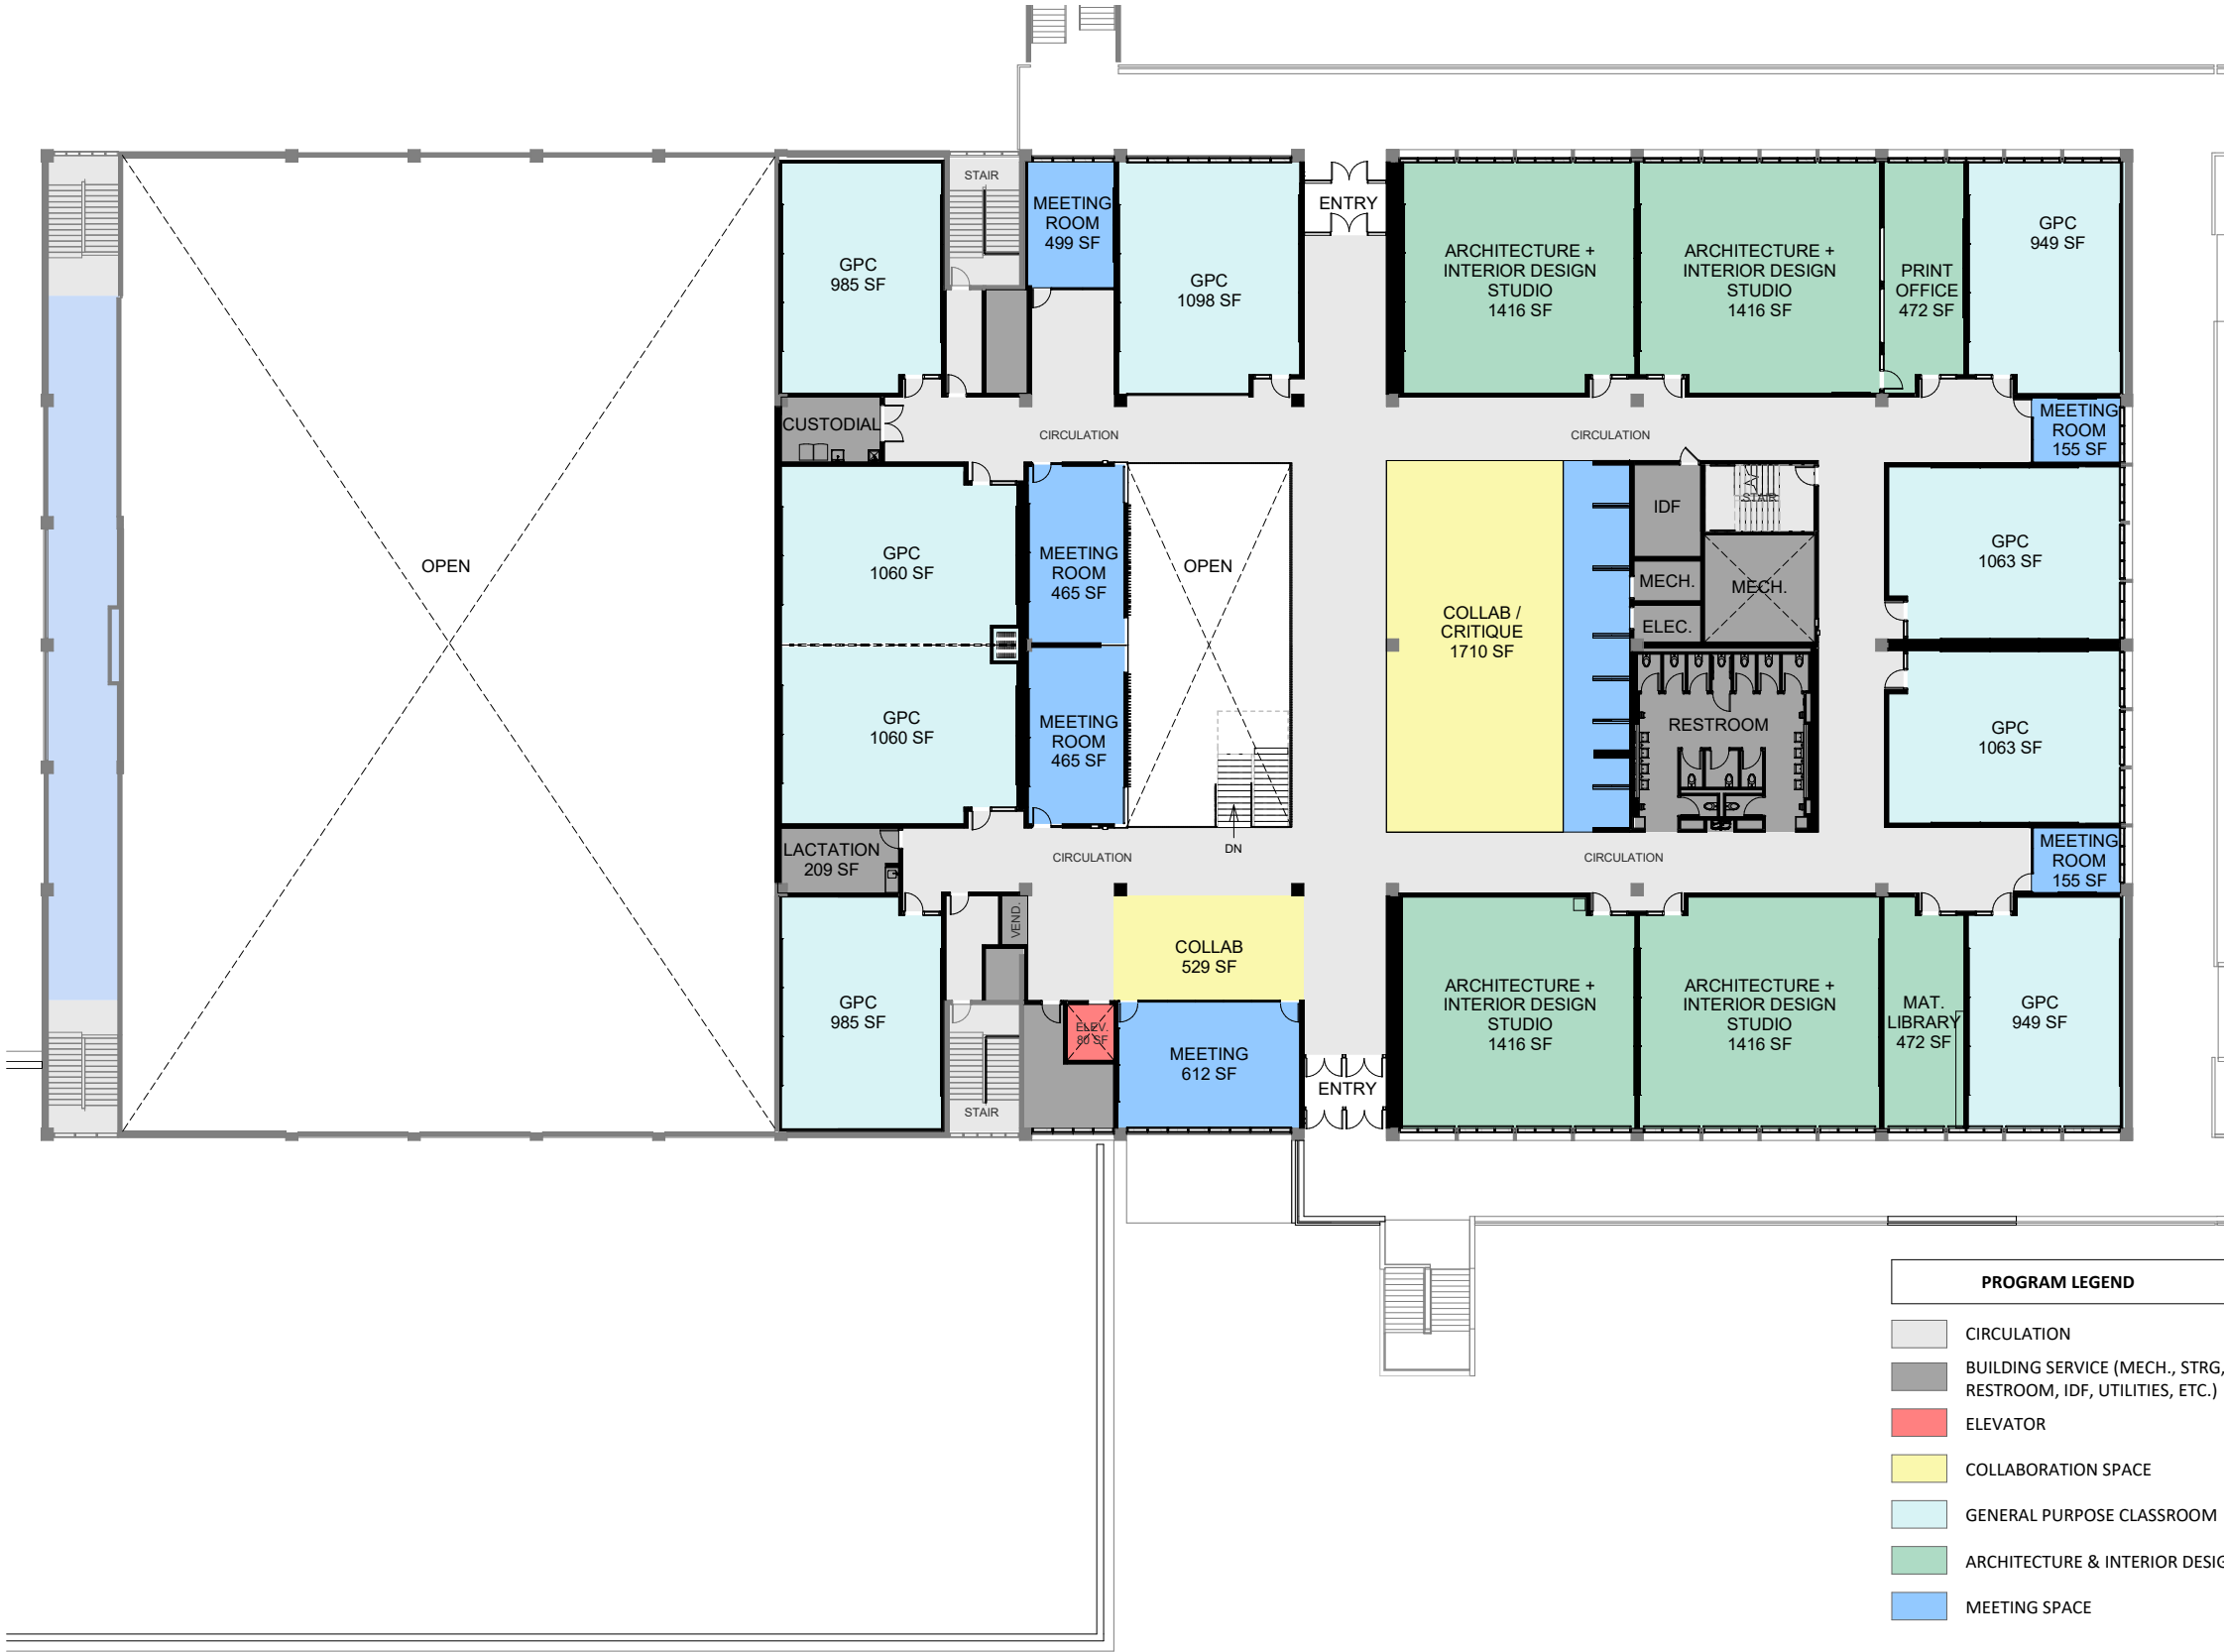 STAIR
MEETING
ROOM
499 SF
GPC
985 SF
GPC
1098 SF
ENTRY
ARCHITECTURE +
INTERIOR DESIGN
STUDIO
1416 SF
ARCHITECTURE +
INTERIOR DESIGN
STUDIO
1416 SF
PRINT
OFFICE
472 SF
GPC
949 SF
CUSTODIAL
CIRCULATION
CIRCULATION
MEETING
ROOM
155 SF
OPEN
GPC
1060 SF
MEETING
ROOM
465 SF
OPEN
COLLAB /
CRITIQUE
1710 SF
IDF
STAIR
MECH.
MECH.
ELEC.
GPC
1063 SF
GPC
1060 SF
MEETING
ROOM
465 SF
RESTROOM
GPC
1063 SF
LACTATION
209 SF
CIRCULATION
DN
CIRCULATION
MEETING
ROOM
155 SF
VEND.
COLLAB
529 SF
GPC
985 SF
STAIR
ELEV.
80 SF
MEETING
612 SF
ENTRY
ARCHITECTURE +
INTERIOR DESIGN
STUDIO
1416 SF
ARCHITECTURE +
INTERIOR DESIGN
STUDIO
1416 SF
MAT.
LIBRARY
472 SF
GPC
949 SF
PROGRAM LEGEND
CIRCULATION
BUILDING SERVICE (MECH., STRG,
RESTROOM, IDF, UTILITIES, ETC.)
ELEVATOR
COLLABORATION SPACE
GENERAL PURPOSE CLASSROOM
ARCHITECTURE & INTERIOR DESIG
MEETING SPACE